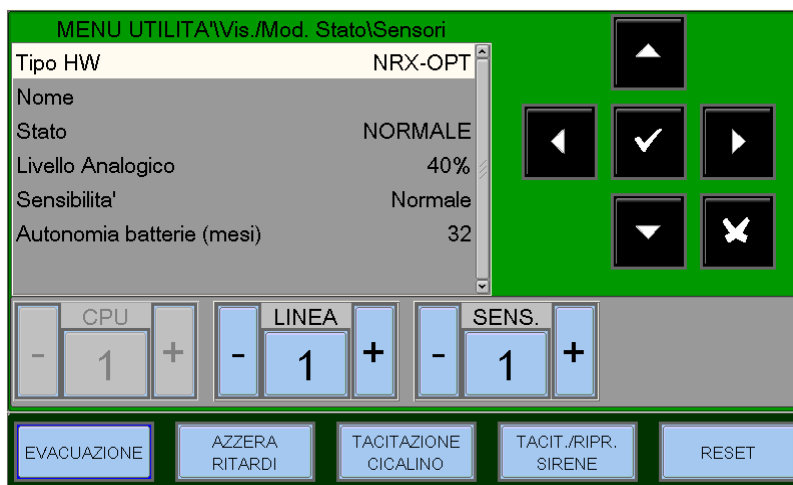 MENU UTILITA'\Vis./Mod. Stato\Sensori
Tipo HW NRX-OPT
Nome
Stato NORMALE
Livello Analogico 40%
Sensibilita' Normale
Autonomia batterie (mesi) 32
CPU LINEA SENS.
- 1 + - 1 + - 1 +
EVACUAZIONE
AZZERA
RITARDI
TACITAZIONE
CICALINO
TACIT./RIPR.
SIRENE
RESET